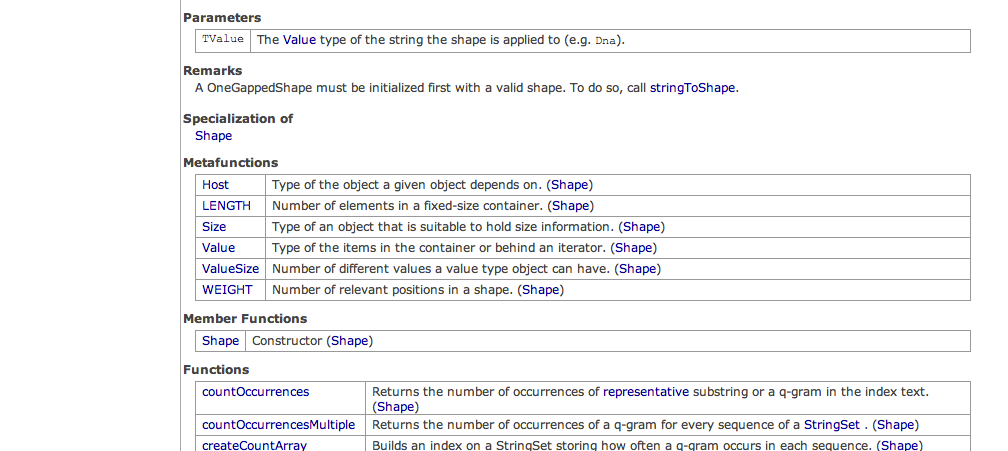 Parameters
TValue The Value type of the string the shape is applied to (e.g. Dna).
Remarks
A OneGappedShape must be initialized first with a valid shape. To do so, call stringToShape.
Specialization of
Shape
Metafunctions
Host Type of the object a given object depends on. (Shape)
LENGTH Number of elements in a fixed-size container. (Shape)
Size Type of an object that is suitable to hold size information. (Shape)
Value Type of the items in the container or behind an iterator. (Shape)
ValueSize Number of different values a value type object can have. (Shape)
WEIGHT Number of relevant positions in a shape. (Shape)
Member Functions
Shape Constructor (Shape)
Functions
countOccurrences Returns the number of occurrences of representative substring or a q-gram in the index text.
(Shape)
countOccurrencesMultiple Returns the number of occurrences of a q-gram for every sequence of a StringSet . (Shape)
createCountArray Builds an index on a StringSet storing how often a q-gram occurs in each sequence. (Shape)